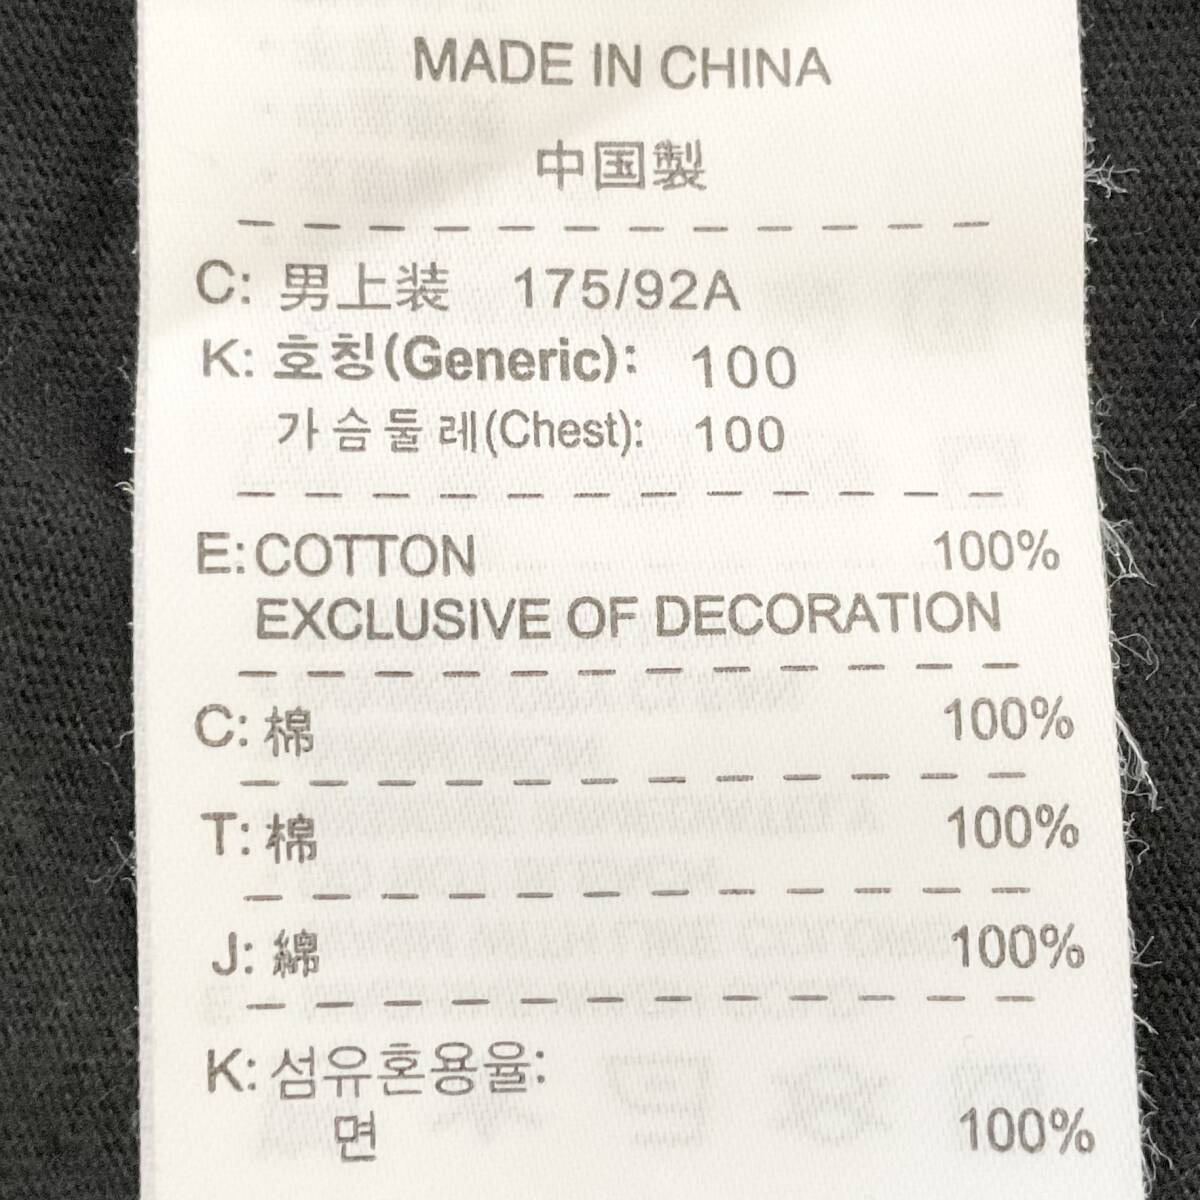 MADE IN CHINA
中国製
C: 男上装 175/92A
K: 호칭(Generic): 100
가슴둘레(Chest): 100
E: COTTON 100%
EXCLUSIVE OF DECORATION
C: 棉 100%
T: 棉 100%
J: 綿 100%
K: 섬유혼용율:
면 100%